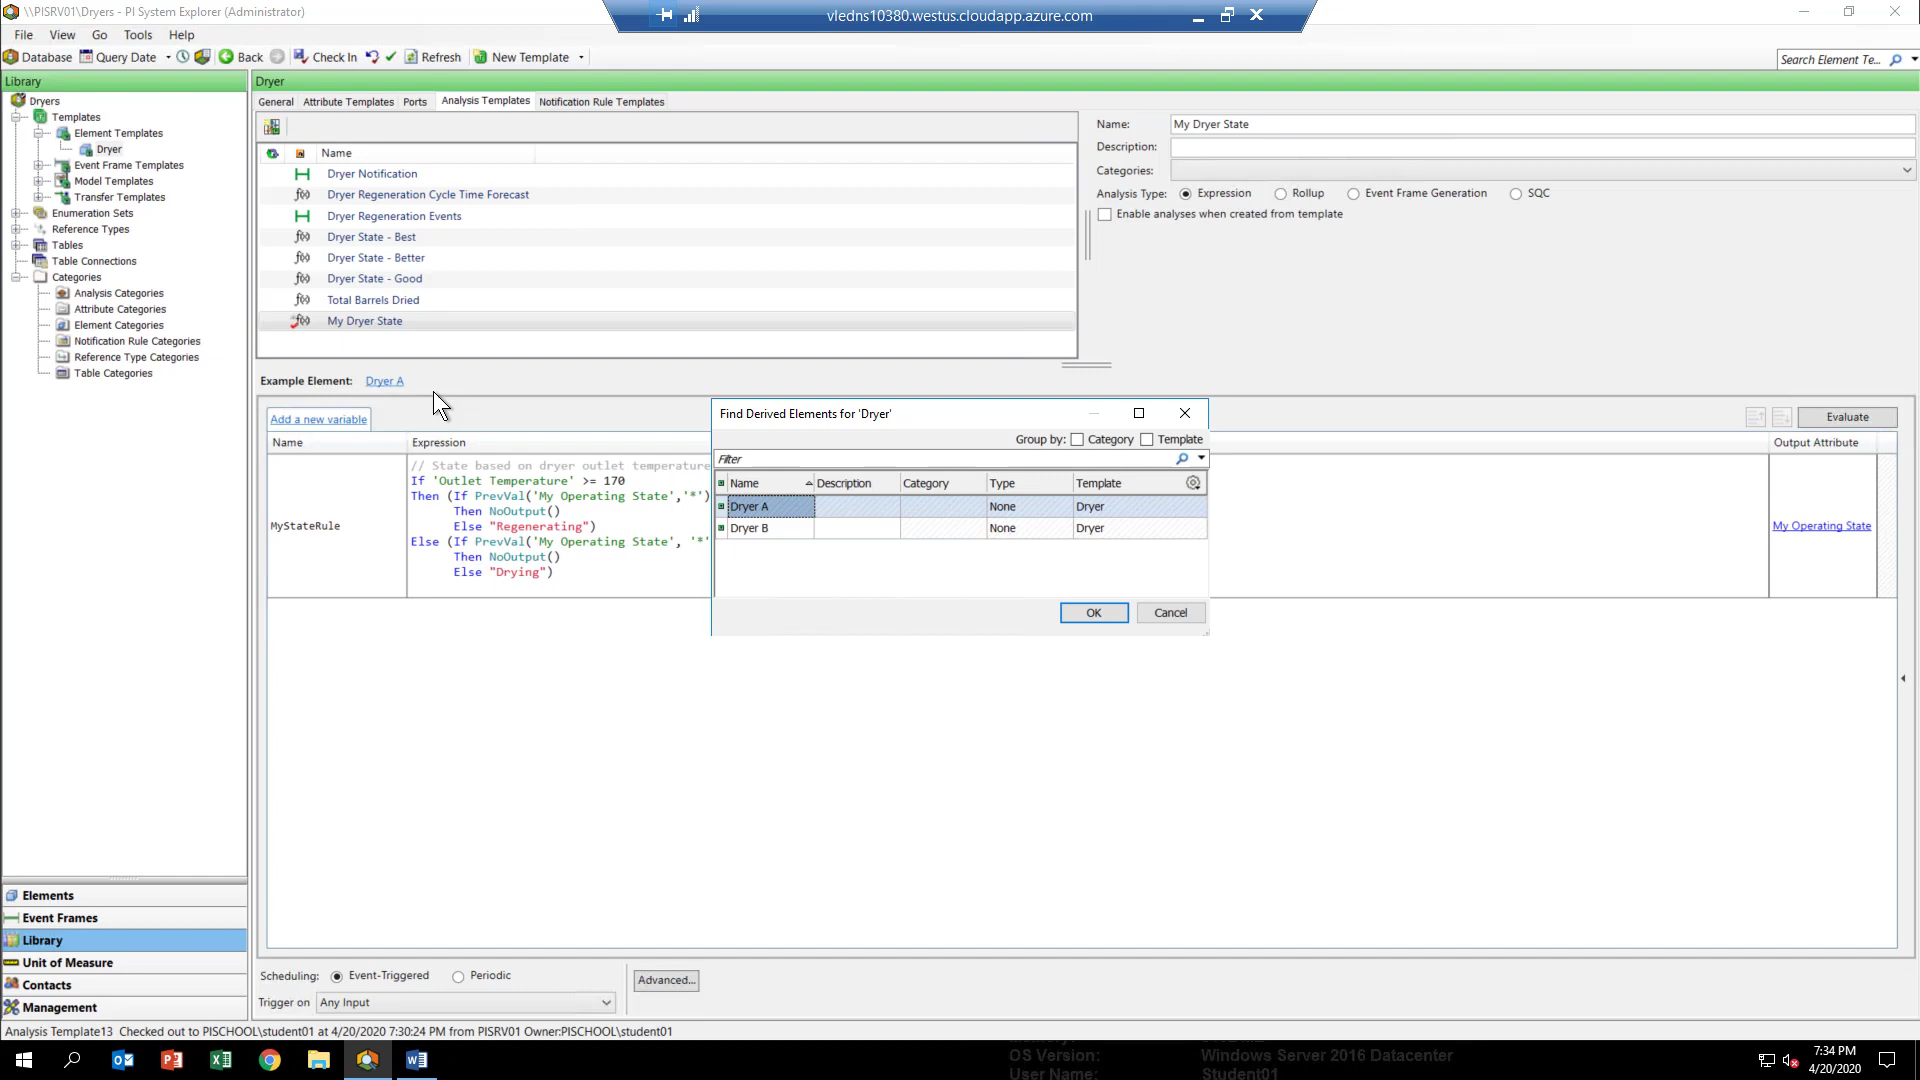 \\PISRV01\Dryers - PI System Explorer (Administrator)
vledns10380.westus.cloudapp.azure.com
File View Go Tools Help
Database Query Date Back Check In Refresh New Template
Search Element Te...
Library
Dryers
Templates
Element Templates
Dryer
Event Frame Templates
Model Templates
Transfer Templates
Enumeration Sets
Reference Types
Tables
Table Connections
Categories
Analysis Categories
Attribute Categories
Element Categories
Notification Rule Categories
Reference Type Categories
Table Categories
Elements
Event Frames
Library
Unit of Measure
Contacts
Management
Dryer
General Attribute Templates Ports Analysis Templates Notification Rule Templates
Name
Dryer Notification
Dryer Regeneration Cycle Time Forecast
Dryer Regeneration Events
Dryer State - Best
Dryer State - Better
Dryer State - Good
Total Barrels Dried
My Dryer State
Name: My Dryer State
Description:
Categories:
Analysis Type: Expression Rollup Event Frame Generation SQC
Enable analyses when created from template
Example Element: Dryer A
Add a new variable
Evaluate
Name Expression Output Attribute
MyStateRule
// State based on dryer outlet temperature
If 'Outlet Temperature' >= 170
Then (If PrevVal('My Operating State','*')
Then NoOutput()
Else "Regenerating")
Else (If PrevVal('My Operating State', '*'
Then NoOutput()
Else "Drying")
My Operating State
Find Derived Elements for 'Dryer'
Group by: Category Template
Filter
Name Description Category Type Template
Dryer A None Dryer
Dryer B None Dryer
OK Cancel
Scheduling: Event-Triggered Periodic
Advanced...
Trigger on Any Input
Analysis Template13 Checked out to PISCHOOL\student01 at 4/20/2020 7:30:24 PM from PISRV01 Owner:PISCHOOL\student01
OS Version: Windows Server 2016 Datacenter
User Name: Student01
7:34 PM
4/20/2020